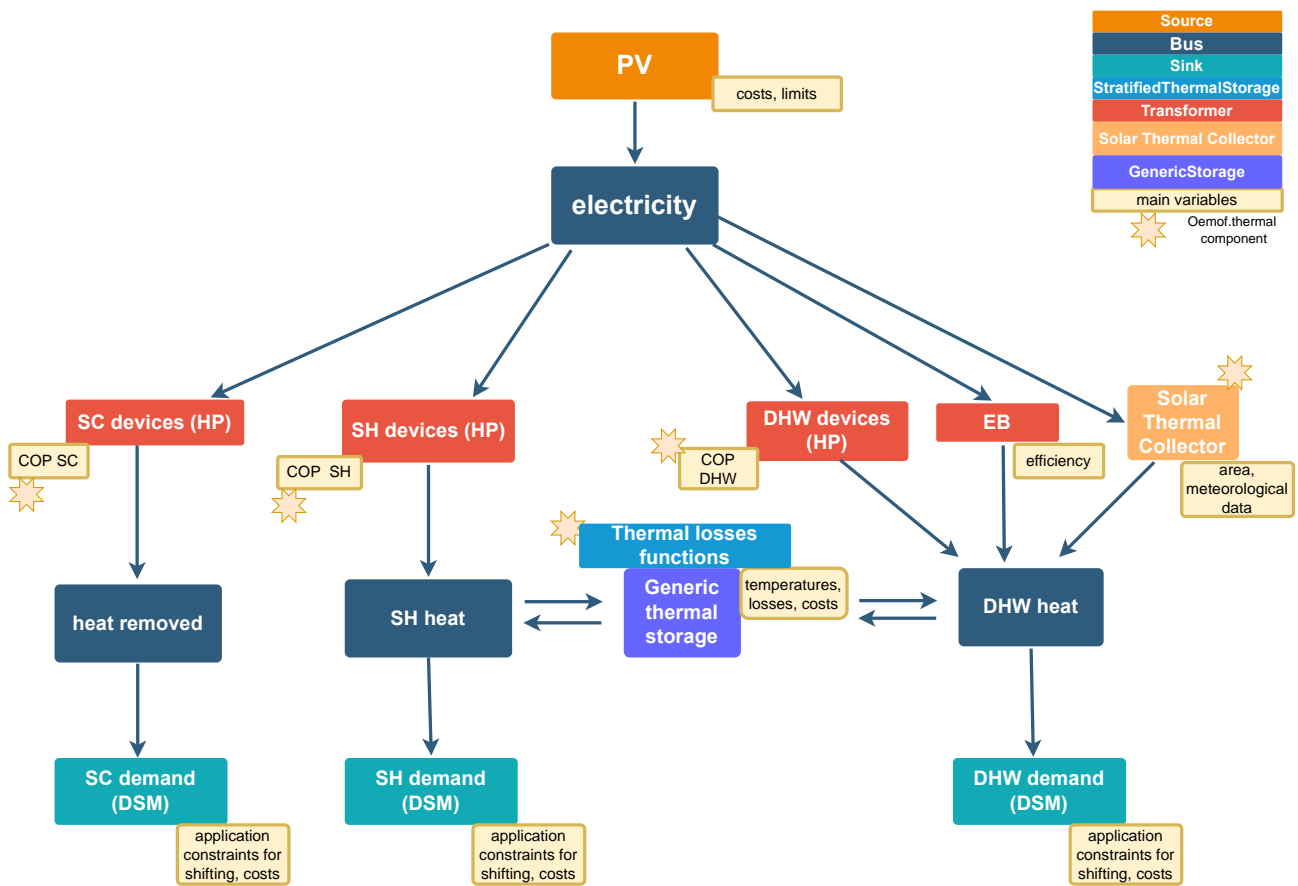 Source
Bus
Sink
StratifiedThermalStorage
Transformer
Solar Thermal Collector
GenericStorage
main variables
Oemof.thermal
component
PV
costs, limits
electricity
SC devices (HP)
COP SC
SH devices (HP)
COP  SH
DHW devices
(HP)
COP
DHW
EB
efficiency
Solar
Thermal
Collector
area,
meteorological
data
Thermal losses
functions
Generic
thermal
storage
temperatures,
losses, costs
heat removed
SH heat
DHW heat
SC demand
(DSM)
application
constraints for
shifting, costs
SH demand
(DSM)
application
constraints for
shifting, costs
DHW demand
(DSM)
application
constraints for
shifting, costs